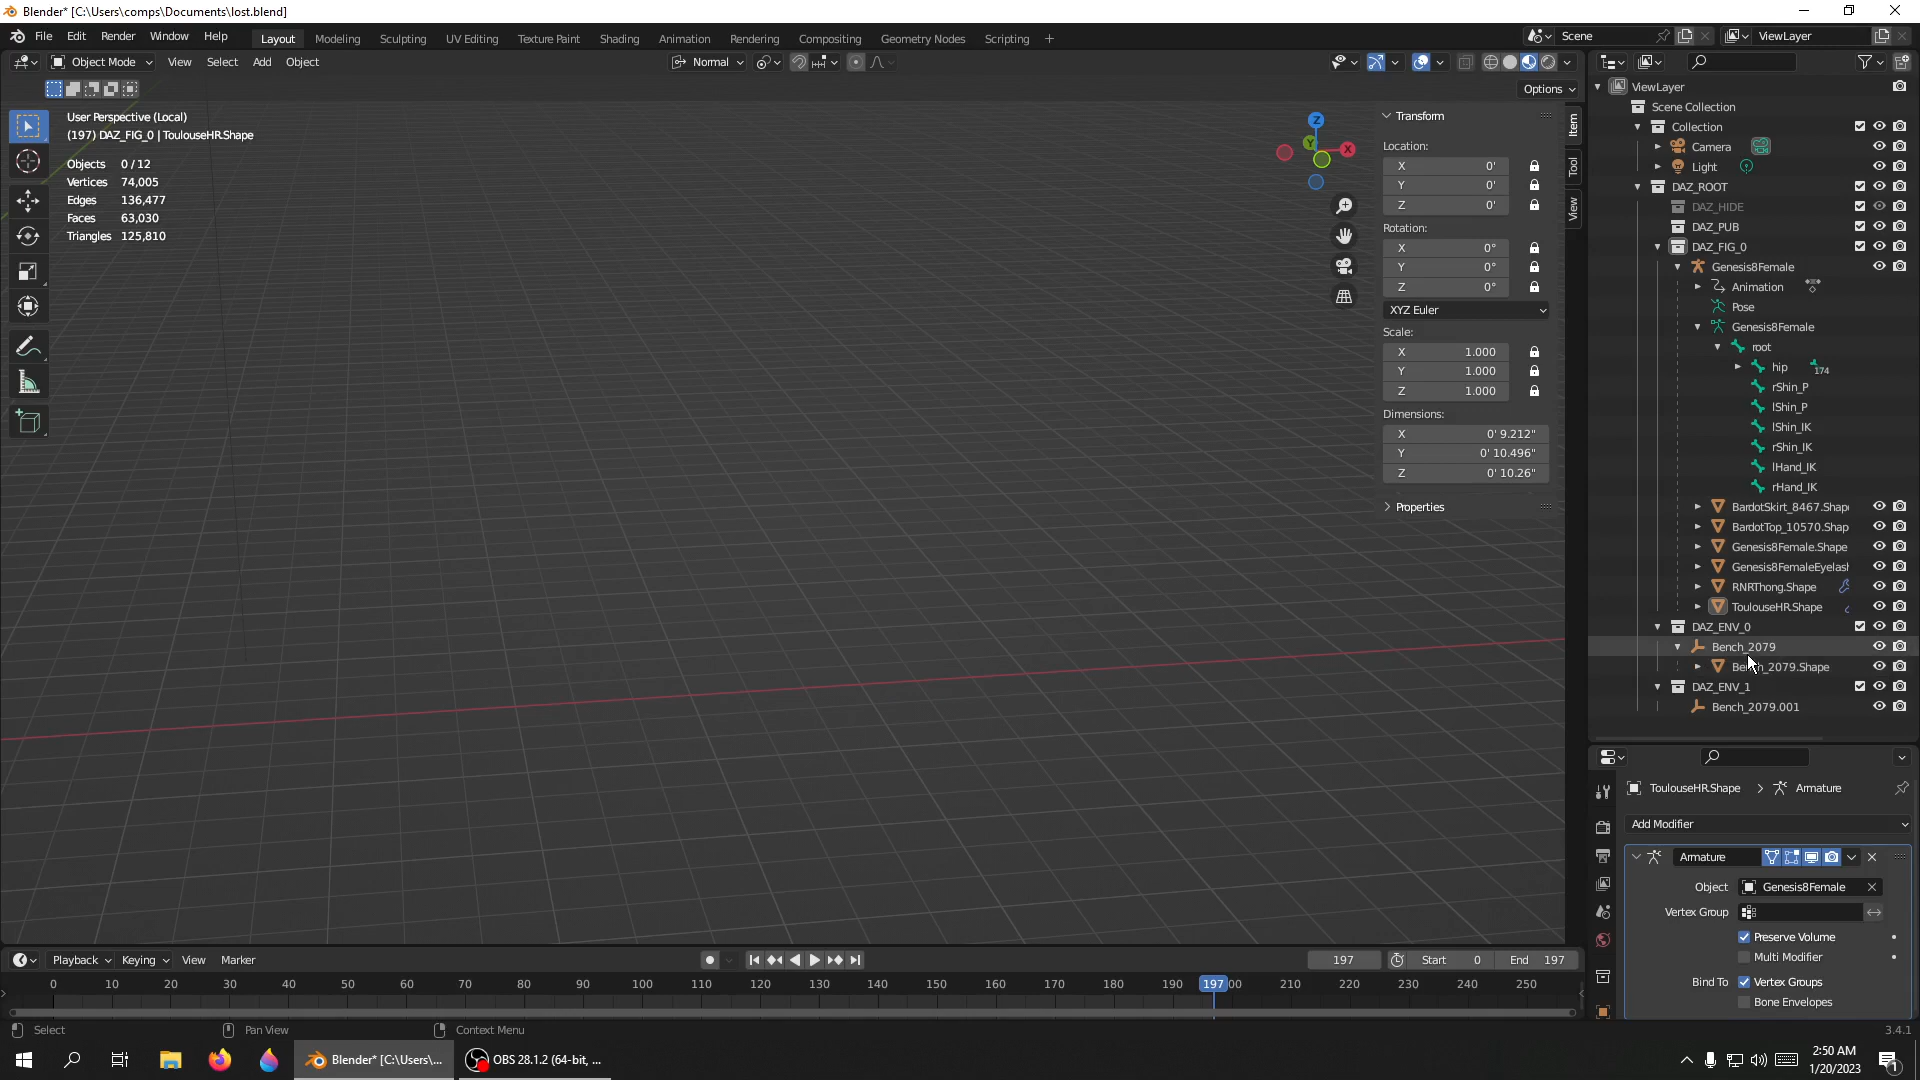 Blender* [C:\Users\comps\Documents\lost.blend]
File Edit Render Window Help Layout Modeling Sculpting UV Editing Texture Paint Shading Animation Rendering Compositing Geometry Nodes Scripting + Scene ViewLayer
Object Mode View Select Add Object Normal
Options
User Perspective (Local)
(197) DAZ_FIG_0 | ToulouseHR.Shape
Objects 0/12
Vertices 74,005
Edges 136,477
Faces 63,030
Triangles 125,810
Z
Y
X
Transform
Location:
X 0'
Y 0'
Z 0'
Rotation:
X 0°
Y 0°
Z 0°
XYZ Euler
Scale:
X 1.000
Y 1.000
Z 1.000
Dimensions:
X 0' 9.212"
Y 0' 10.496"
Z 0' 10.26"
Properties
Item
Tool
View
ViewLayer
Scene Collection
Collection
Camera
Light
DAZ_ROOT
DAZ_HIDE
DAZ_PUB
DAZ_FIG_0
Genesis8Female
Animation
Pose
Genesis8Female
root
hip 174
rShin_P
lShin_P
lShin_IK
rShin_IK
lHand_IK
rHand_IK
BardotSkirt_8467.Shap
BardotTop_10570.Shap
Genesis8Female.Shape
Genesis8FemaleEyelash
RNRThong.Shape
ToulouseHR.Shape
DAZ_ENV_0
Bench_2079
Bench_2079.Shape
DAZ_ENV_1
Bench_2079.001
ToulouseHR.Shape > Armature
Add Modifier
Armature
Object Genesis8Female
Vertex Group
Preserve Volume
Multi Modifier
Bind To Vertex Groups
Bone Envelopes
Playback Keying View Marker 197 Start 0 End 197
0 10 20 30 40 50 60 70 80 90 100 110 120 130 140 150 160 170 180 190 197 00 210 220 230 240 250
Select Pan View Context Menu 3.4.1
Blender* [C:\Users\... OBS 28.1.2 (64-bit, ... 2:50 AM
1/20/2023
1